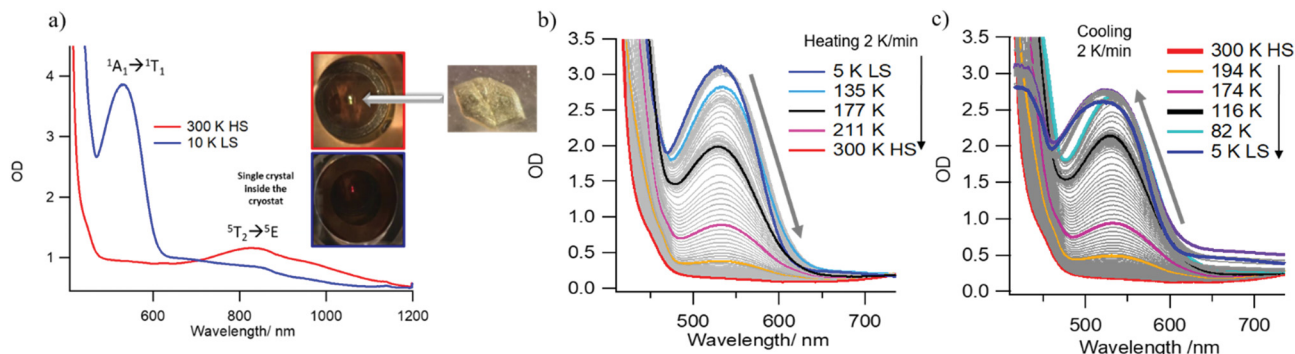 a)
4
3
2
1
OD
¹A₁→¹T₁
300 K HS
10 K LS
Single crystal
inside the
cryostat
⁵T₂→⁵E
600
800
1000
1200
Wavelength/ nm
b)
3.5
3.0
2.5
2.0
1.5
1.0
0.5
0.0
OD
Heating 2 K/min
5 K LS
135 K
177 K
211 K
300 K HS
500
600
700
Wavelength/ nm
c)
3.5
3.0
2.5
2.0
1.5
1.0
0.5
0.0
OD
Cooling
2 K/min
300 K HS
194 K
174 K
116 K
82 K
5 K LS
500
600
700
Wavelength /nm